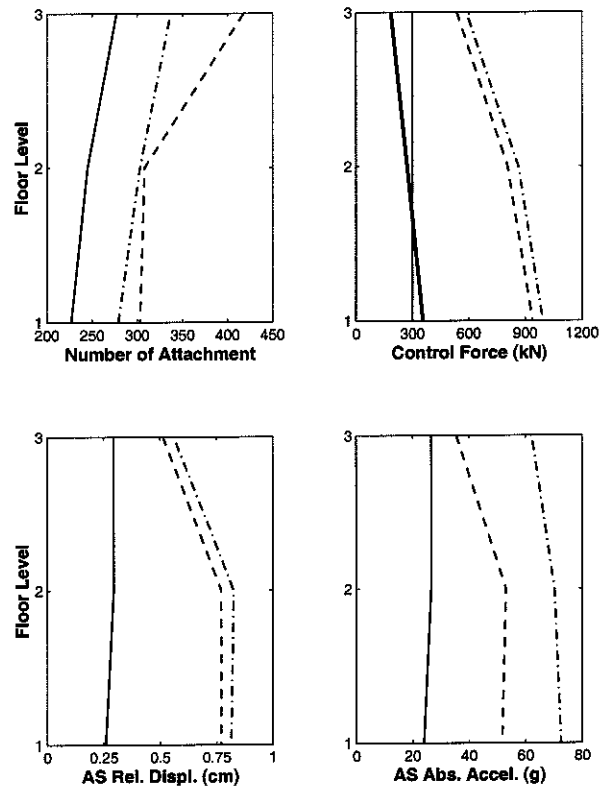 3
2
1
Floor Level
200 250 300 350 400 450
Number of Attachment
3
2
1
0 300 600 900 1200
Control Force (kN)
3
2
1
Floor Level
0 0.25 0.5 0.75 1
AS Rel. Displ. (cm)
3
2
1
0 20 40 60 80
AS Abs. Accel. (g)